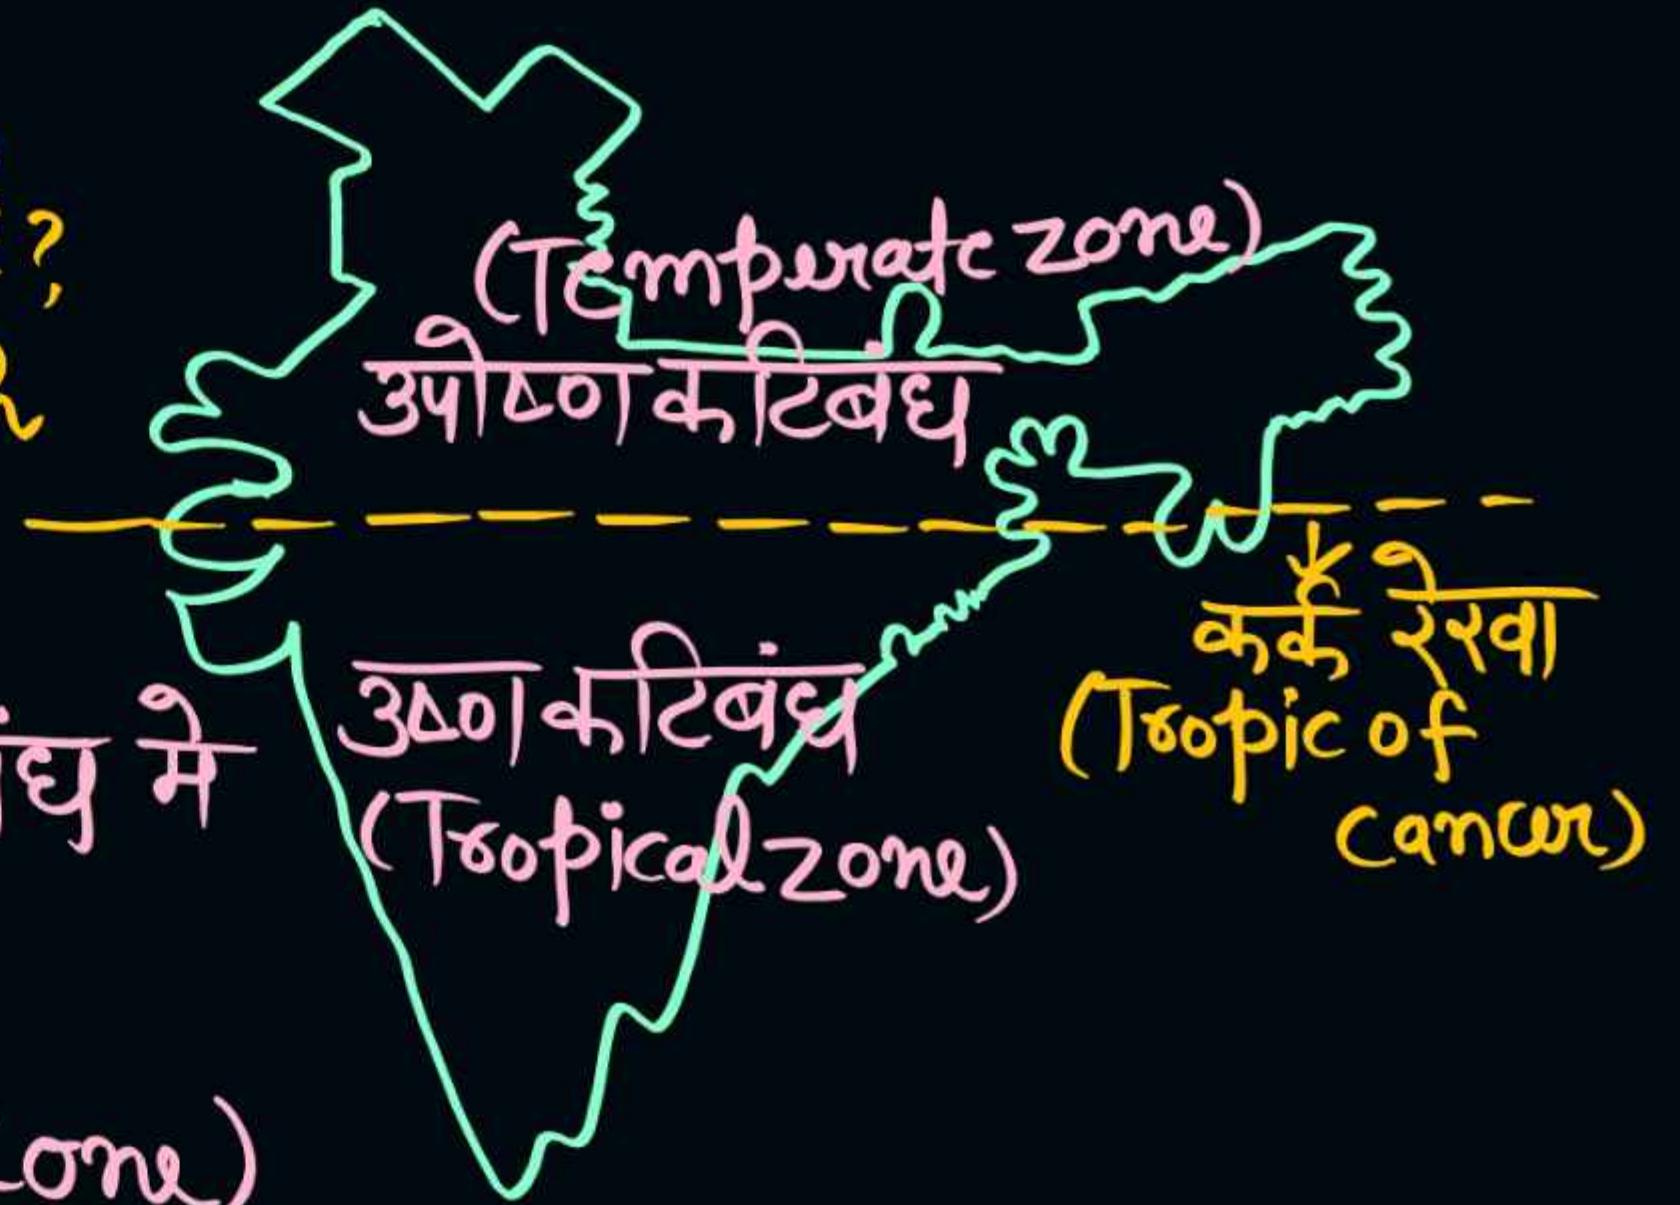 ?
(Temperate zone)
उपोष्ण कटिबंध
कर्क रेखा
(Tropic of
cancer)
उष्ण कटिबंध
(Tropical zone)
मे